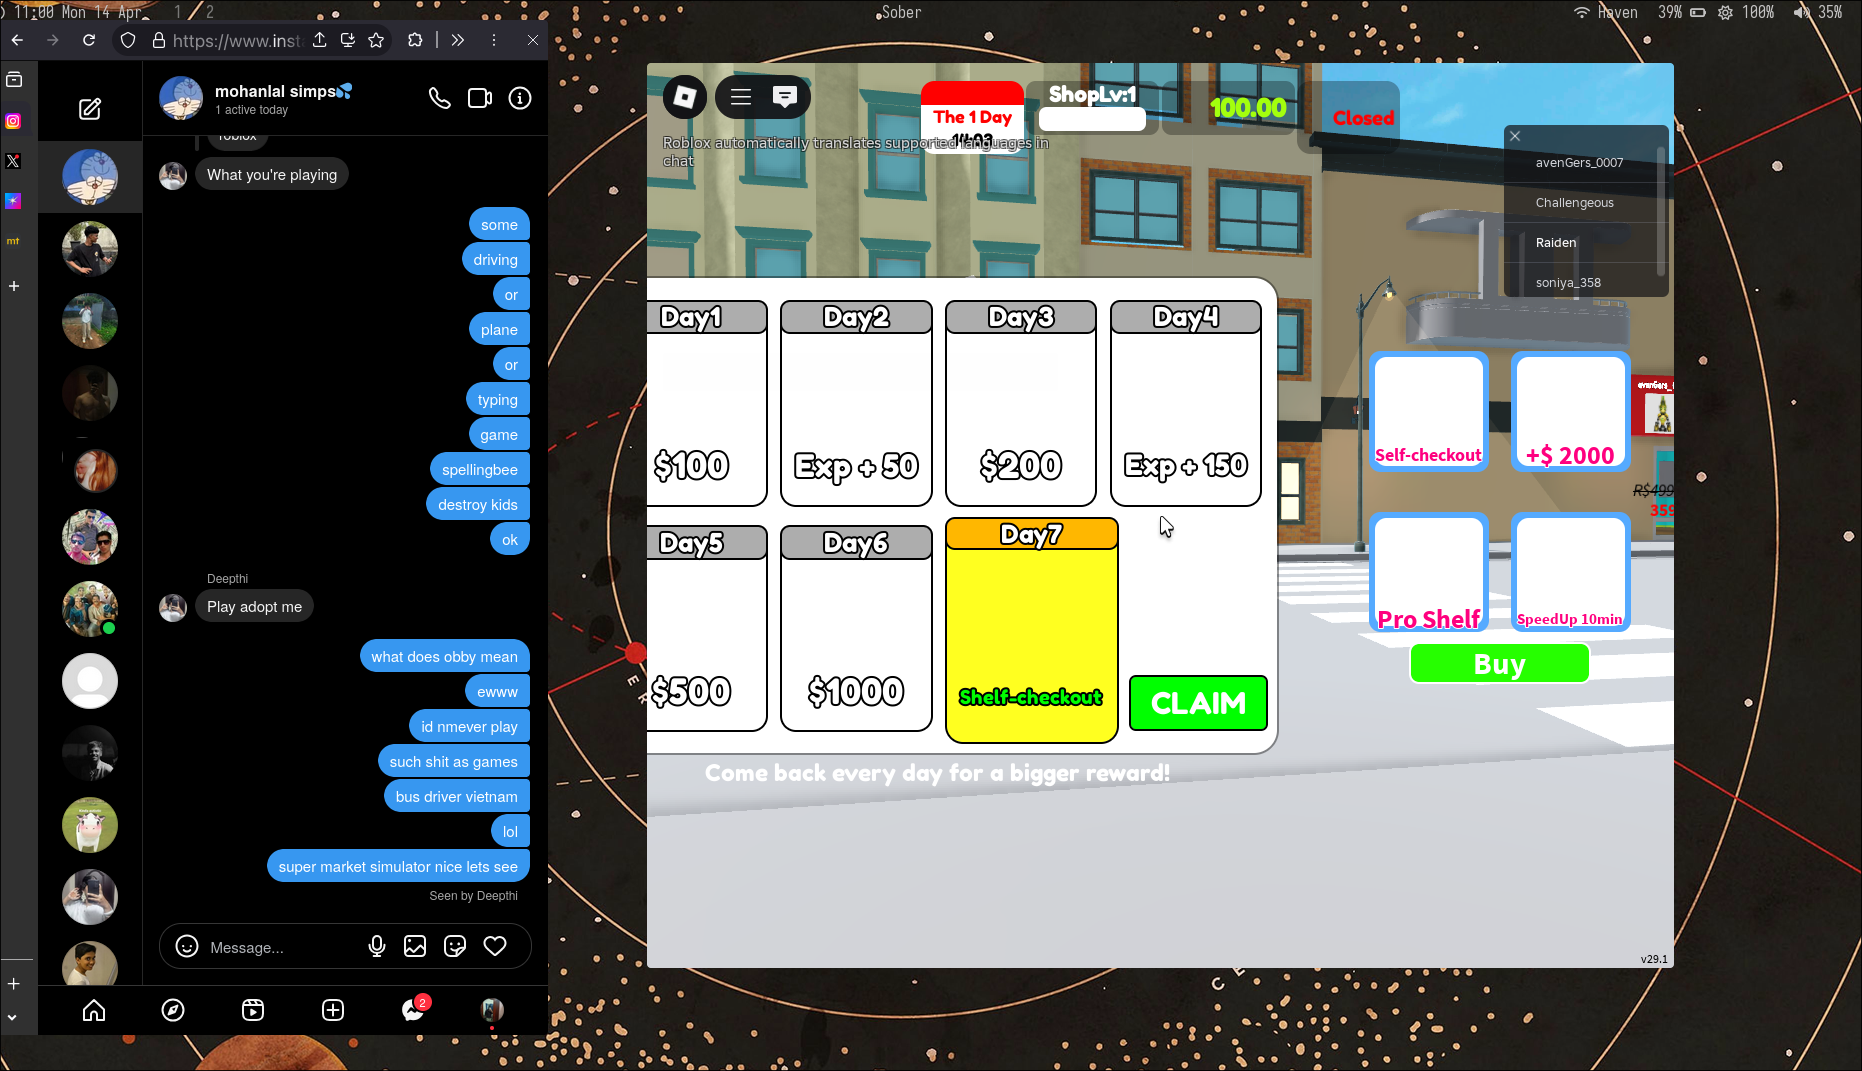 11:00 Mon 14 Apr
1 2
Sober
Haven 39% 100% 35%
https://www.inst
mohanlal simps💦
1 active today
roblox
What you're playing
some
driving
or
plane
or
typing
game
spellingbee
destroy kids
ok
Deepthi
Play adopt me
what does obby mean
ewww
id nmever play
such shit as games
bus driver vietnam
lol
super market simulator nice lets see
Seen by Deepthi
Message...
2
mt
The 1 Day
14:03
ShopLv:1
100.00
Closed
Roblox automatically translates supported languages in
chat
avenGers_0007
Challengeous
Raiden
soniya_358
Day1
$100
Day2
Exp + 50
Day3
$200
Day4
Exp + 150
Day5
$500
Day6
$1000
Day7
Shelf-checkout
CLAIM
Come back every day for a bigger reward!
Self-checkout
+$ 2000
R$499
359
Pro Shelf
SpeedUp 10min
Buy
v29.1